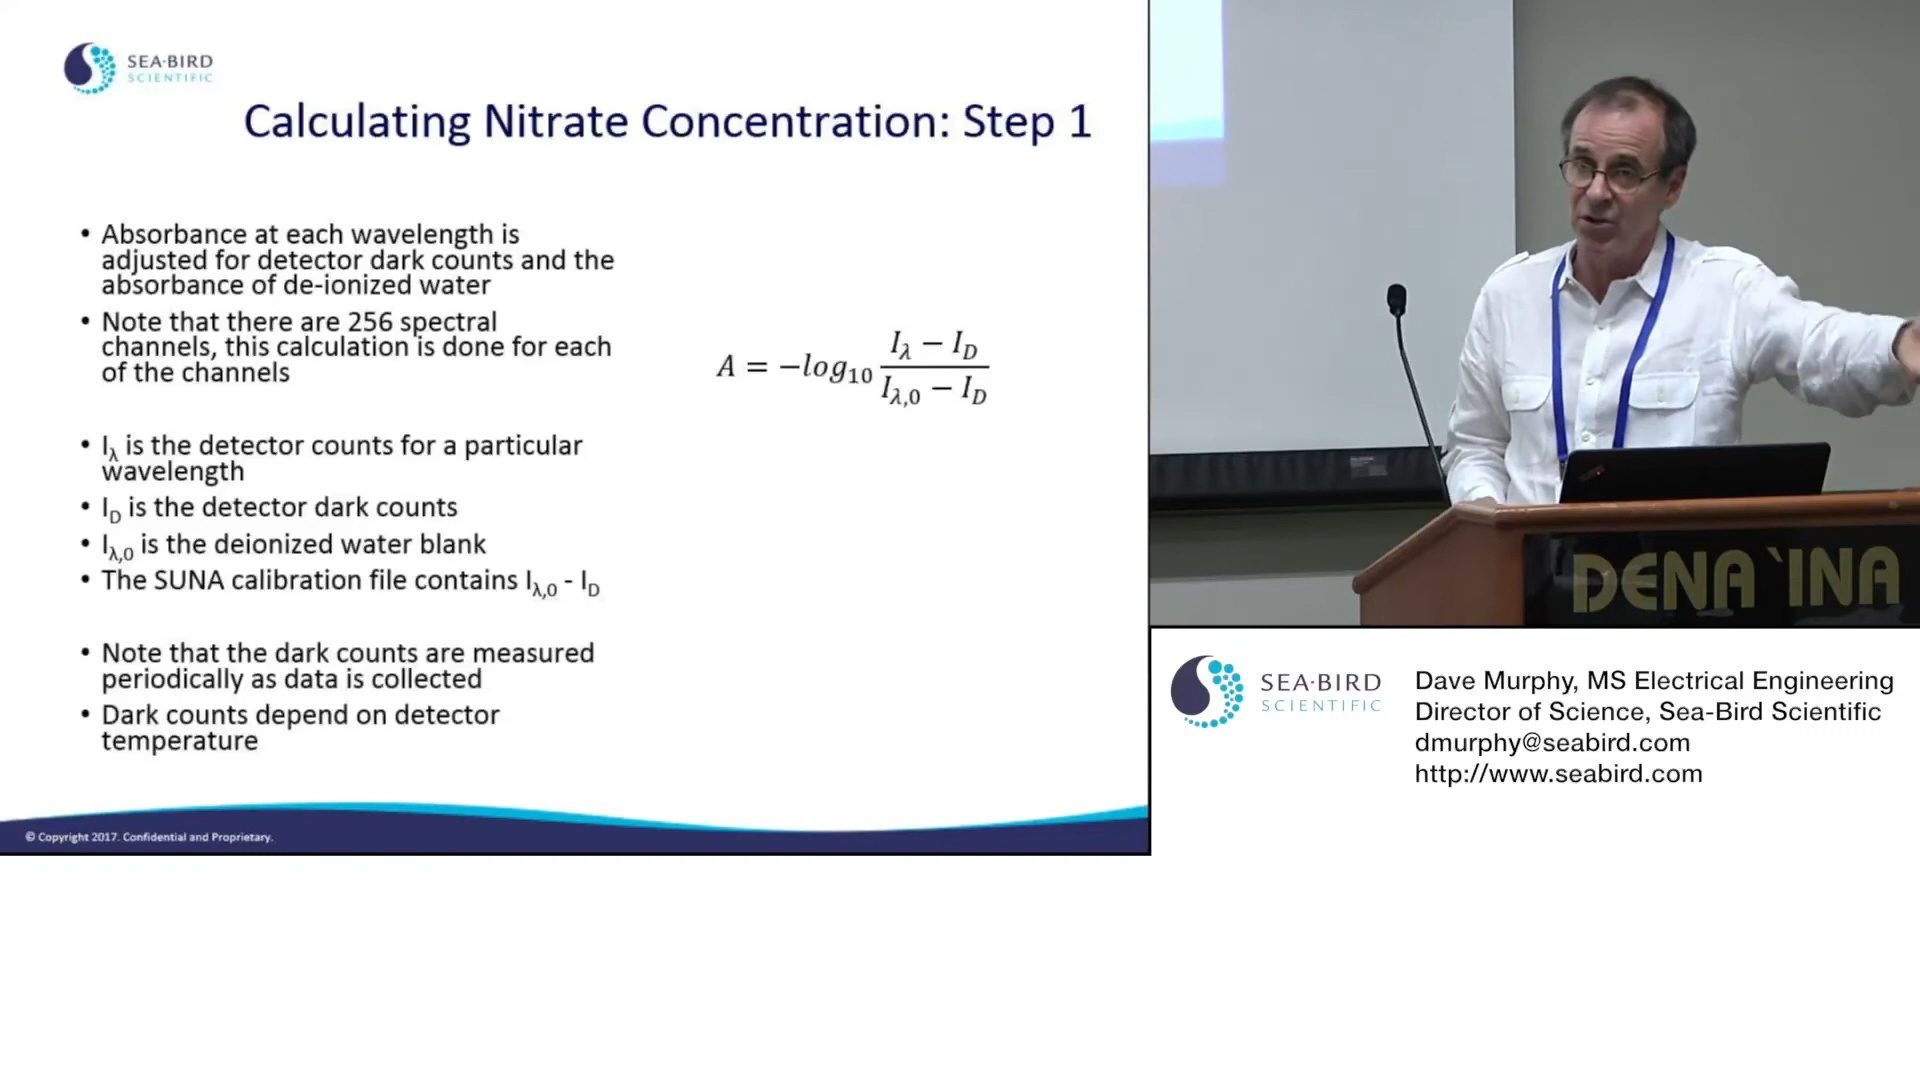 SEA·BIRD
SCIENTIFIC
Calculating Nitrate Concentration: Step 1
• Absorbance at each wavelength is
adjusted for detector dark counts and the
absorbance of de-ionized water
• Note that there are 256 spectral
channels, this calculation is done for each
of the channels
• Iλ is the detector counts for a particular
wavelength
• ID is the detector dark counts
• Iλ,0 is the deionized water blank
• The SUNA calibration file contains Iλ,0 - ID
• Note that the dark counts are measured
periodically as data is collected
• Dark counts depend on detector
temperature
A = −log10 (Iλ − ID) / (Iλ,0 − ID)
© Copyright 2017. Confidential and Proprietary.
DENA`INA
SEA·BIRD
SCIENTIFIC
Dave Murphy, MS Electrical Engineering
Director of Science, Sea-Bird Scientific
dmurphy@seabird.com
http://www.seabird.com